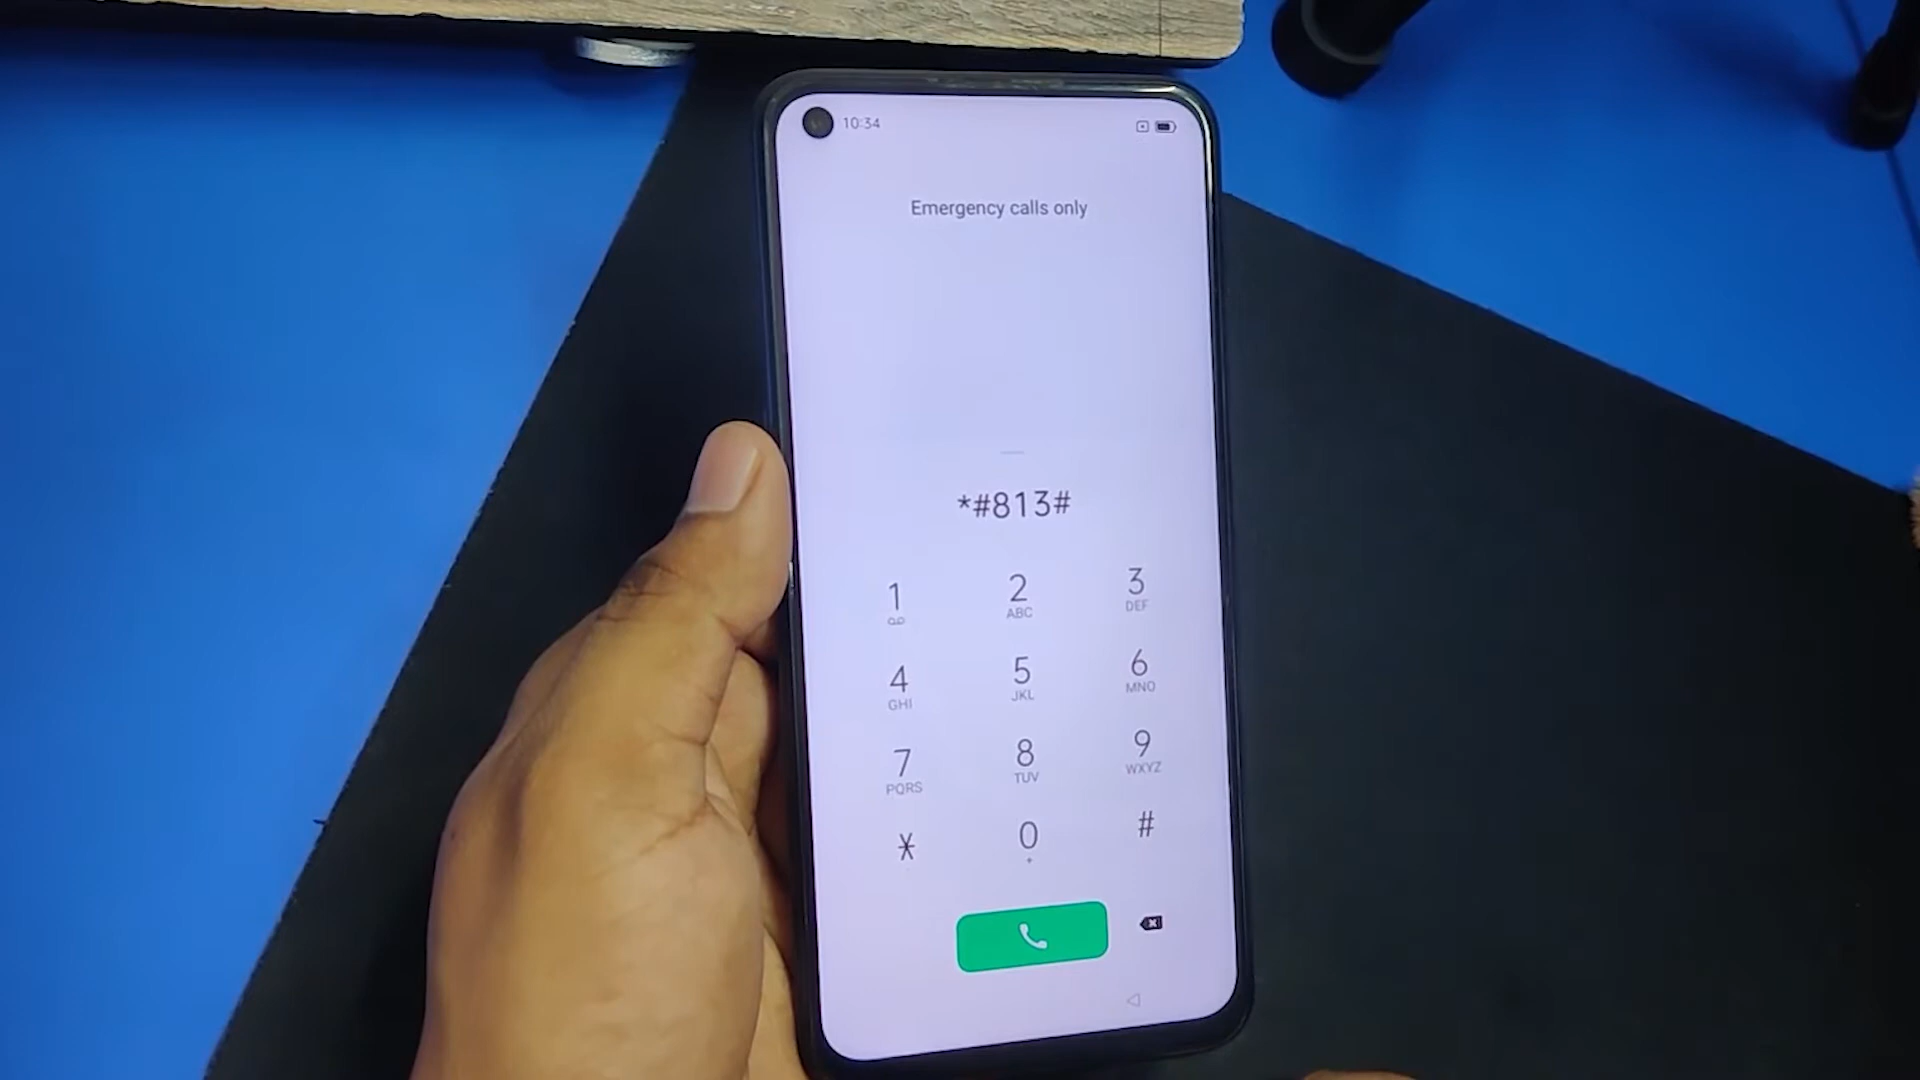 10:34
Emergency calls only
*#813#
1 2 3
ABC DEF
4 5 6
GHI JKL MNO
7 8 9
PQRS TUV WXYZ
* 0 #
+